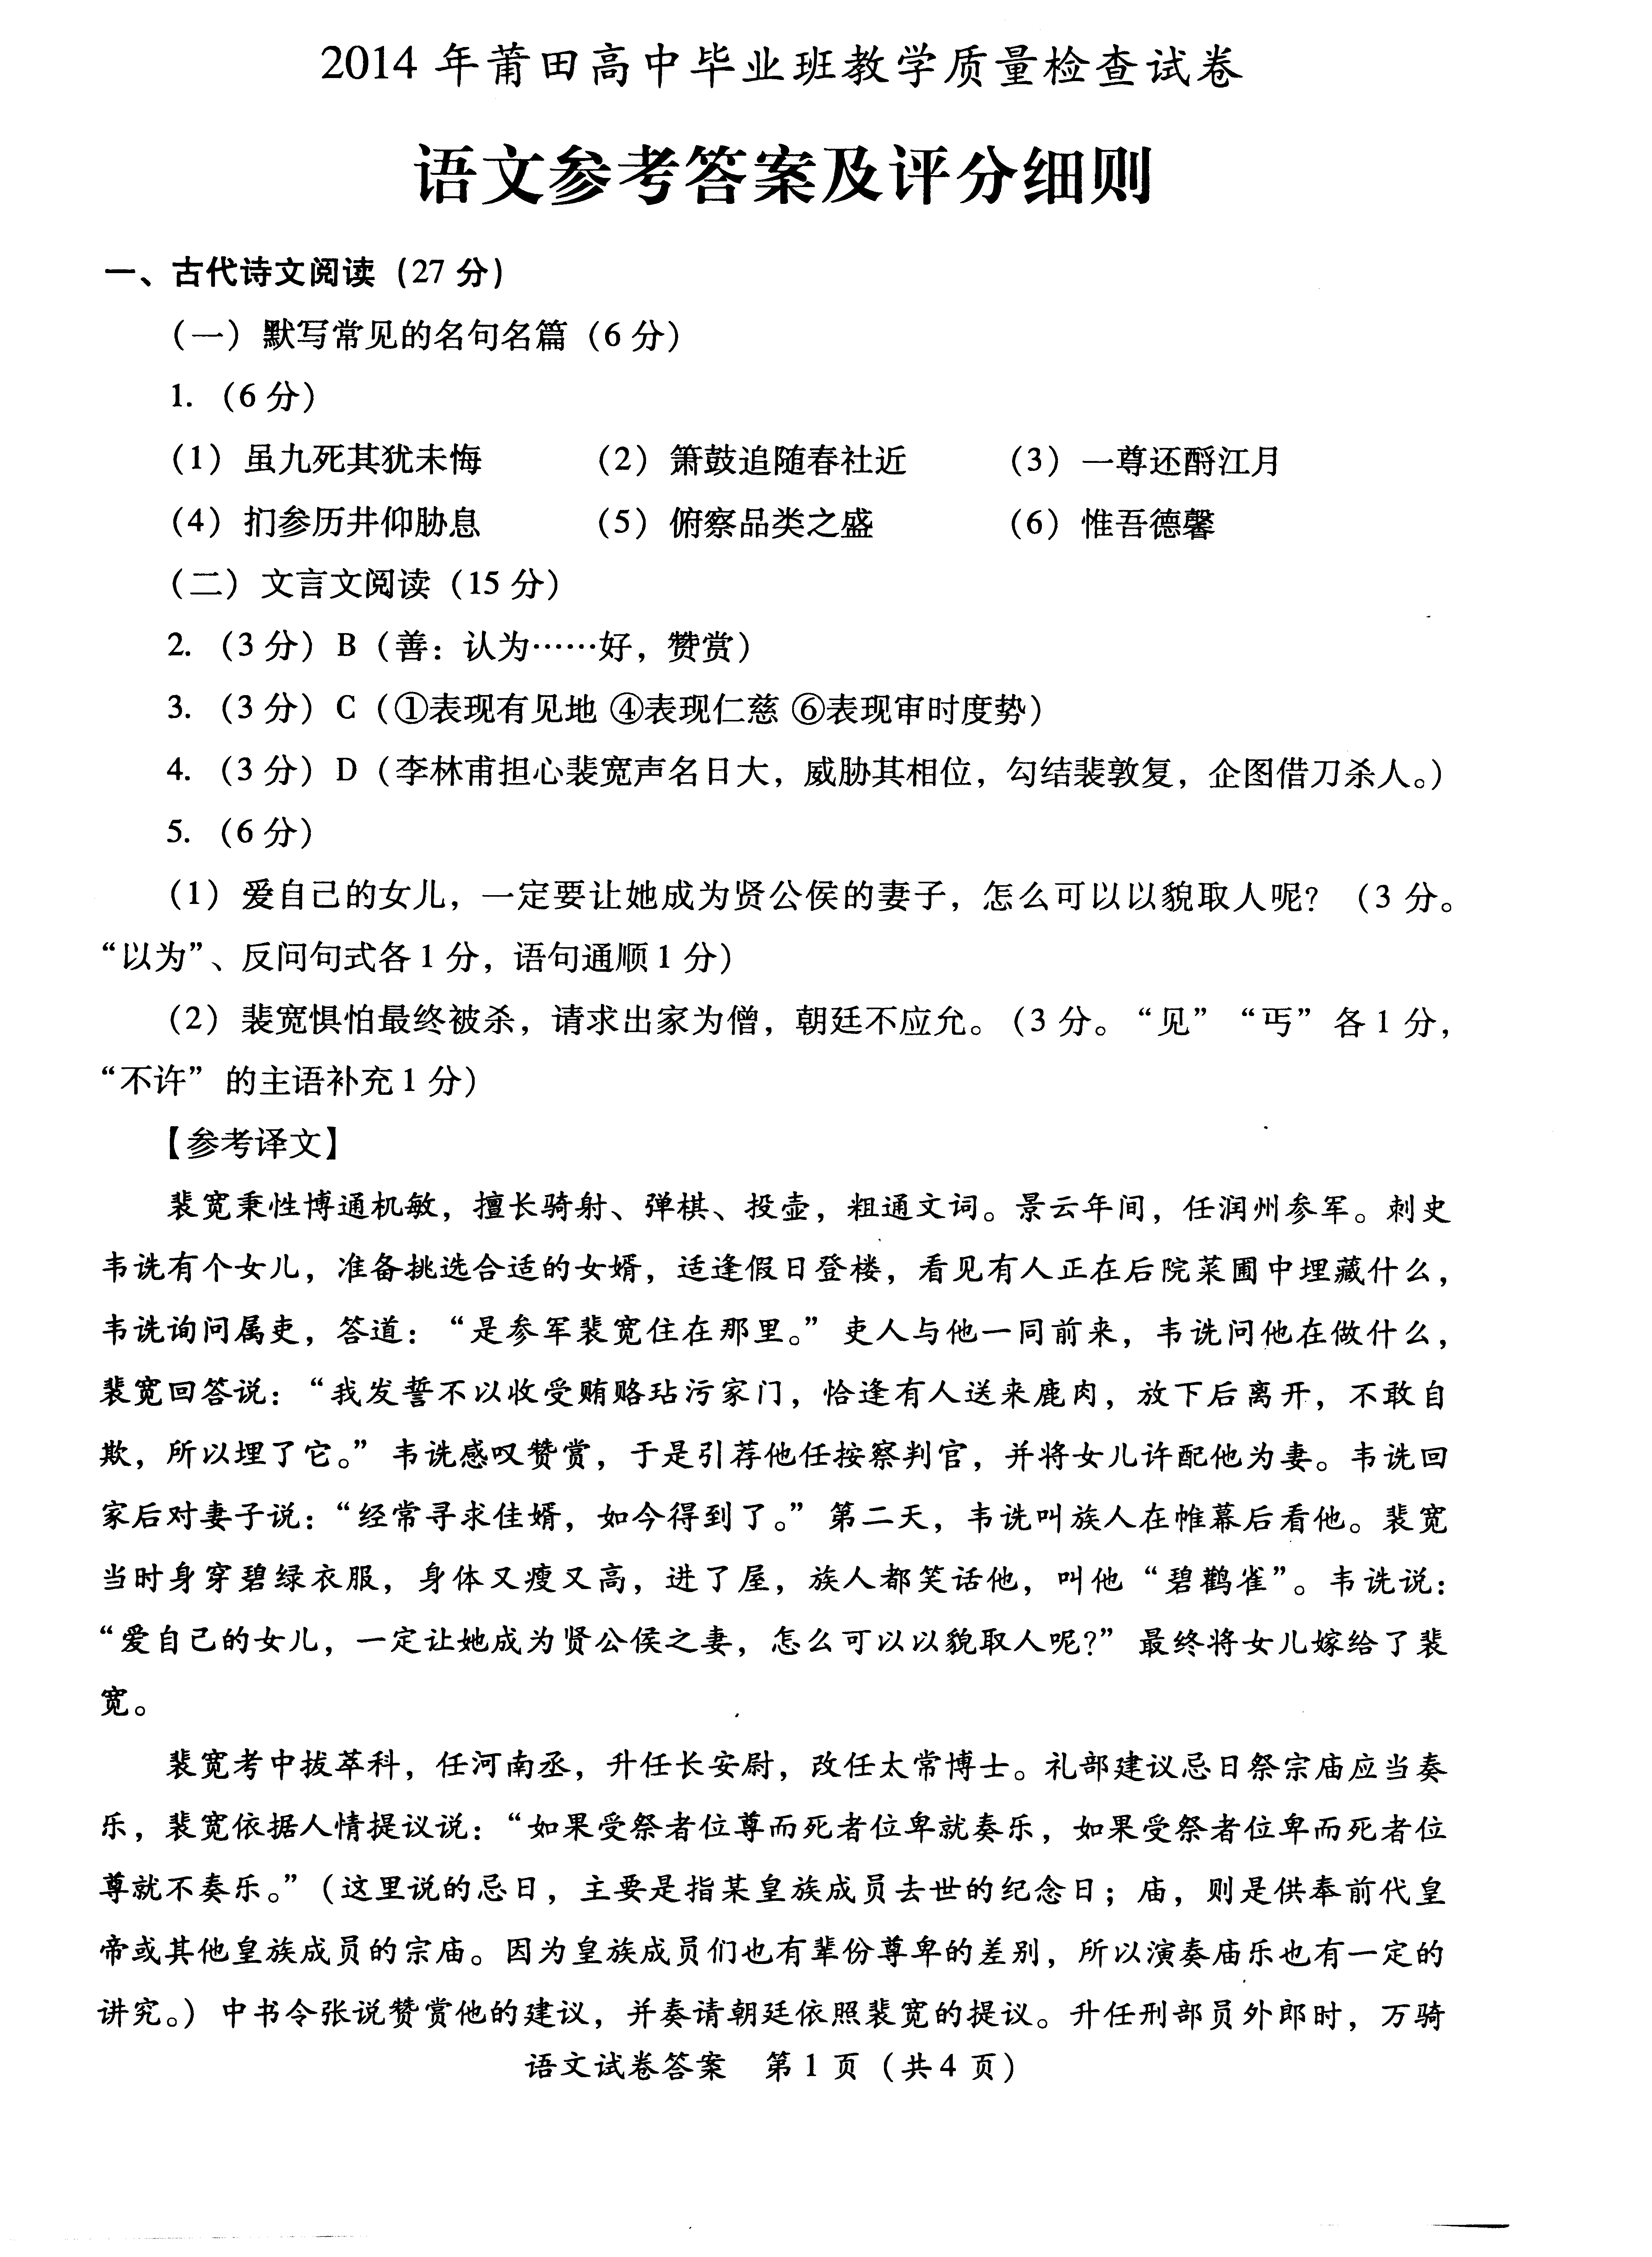 2014 年莆田高中毕业班教学质量检查试卷
语文参考答案及评分细则
一、古代诗文阅读（27 分）
（一）默写常见的名句名篇（6 分）
1. （6 分）
（1）虽九死其犹未悔 （2）箫鼓追随春社近 （3）一尊还酹江月
（4）扪参历井仰胁息 （5）俯察品类之盛 （6）惟吾德馨
（二）文言文阅读（15 分）
2. （3 分）B（善：认为……好，赞赏）
3. （3 分）C（①表现有见地 ④表现仁慈 ⑥表现审时度势）
4. （3 分）D（李林甫担心裴宽声名日大，威胁其相位，勾结裴敦复，企图借刀杀人。）
5. （6 分）
（1）爱自己的女儿，一定要让她成为贤公侯的妻子，怎么可以以貌取人呢？（3 分。
“以为”、反问句式各 1 分，语句通顺 1 分）
（2）裴宽惧怕最终被杀，请求出家为僧，朝廷不应允。（3 分。“见”“丐”各 1 分，
“不许”的主语补充 1 分）
【参考译文】
裴宽秉性博通机敏，擅长骑射、弹棋、投壶，粗通文词。景云年间，任润州参军。刺史
韦诜有个女儿，准备挑选合适的女婿，适逢假日登楼，看见有人正在后院菜圃中埋藏什么，
韦诜询问属吏，答道：“是参军裴宽住在那里。”吏人与他一同前来，韦诜问他在做什么，
裴宽回答说：“我发誓不以收受贿赂玷污家门，恰逢有人送来鹿肉，放下后离开，不敢自
欺，所以埋了它。”韦诜感叹赞赏，于是引荐他任按察判官，并将女儿许配他为妻。韦诜回
家后对妻子说：“经常寻求佳婿，如今得到了。”第二天，韦诜叫族人在帷幕后看他。裴宽
当时身穿碧绿衣服，身体又瘦又高，进了屋，族人都笑话他，叫他“碧鹳雀”。韦诜说：
“爱自己的女儿，一定让她成为贤公侯之妻，怎么可以以貌取人呢？”最终将女儿嫁给了裴
宽。
裴宽考中拔萃科，任河南丞，升任长安尉，改任太常博士。礼部建议忌日祭宗庙应当奏
乐，裴宽依据人情提议说：“如果受祭者位尊而死者位卑就奏乐，如果受祭者位卑而死者位
尊就不奏乐。”（这里说的忌日，主要是指某皇族成员去世的纪念日；庙，则是供奉前代皇
帝或其他皇族成员的宗庙。因为皇族成员们也有辈份尊卑的差别，所以演奏庙乐也有一定的
讲究。）中书令张说赞赏他的建议，并奏请朝廷依照裴宽的提议。升任刑部员外郎时，万骑
语文试卷答案 第 1 页（共 4 页）